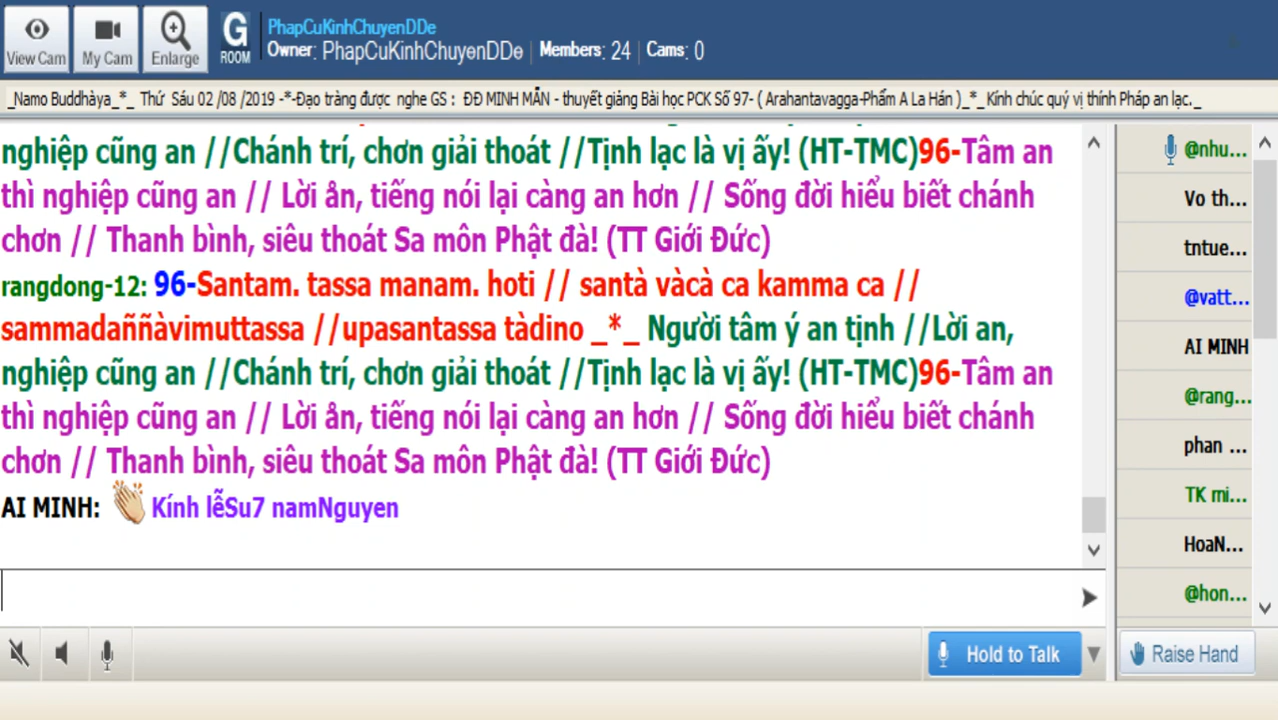 PhapCuKinhChuyenDDe
View Cam My Cam Enlarge G ROOM Owner: PhapCuKinhChuyenDDe Members: 24 Cams: 0
_Namo Buddhàya_*_ Thứ Sáu 02 /08 /2019 -*-Đạo tràng được nghe GS : ĐĐ MINH MẪN - thuyết giảng Bài học PCK Số 97- ( Arahantavagga-Phẩm A La Hán )_*_Kính chúc quý vị thính Pháp an lạc._
nghiệp cũng an //Chánh trí, chơn giải thoát //Tịnh lạc là vị ấy! (HT-TMC)96-Tâm an
thì nghiệp cũng an // Lời ản, tiếng nói lại càng an hơn // Sống đời hiểu biết chánh
chơn // Thanh bình, siêu thoát Sa môn Phật đà! (TT Giới Đức)
rangdong-12: 96-Santam. tassa manam. hoti // santà vàcà ca kamma ca //
sammadaññàvimuttassa //upasantassa tàdino _*_ Người tâm ý an tịnh //Lời an,
nghiệp cũng an //Chánh trí, chơn giải thoát //Tịnh lạc là vị ấy! (HT-TMC)96-Tâm an
thì nghiệp cũng an // Lời ản, tiếng nói lại càng an hơn // Sống đời hiểu biết chánh
chơn // Thanh bình, siêu thoát Sa môn Phật đà! (TT Giới Đức)
AI MINH: Kính lễSu7 namNguyen
@nhu...
Vo th...
tntue...
@vatt...
AI MINH
@rang...
phan ...
TK mi...
HoaN...
@hon...
Hold to Talk
Raise Hand